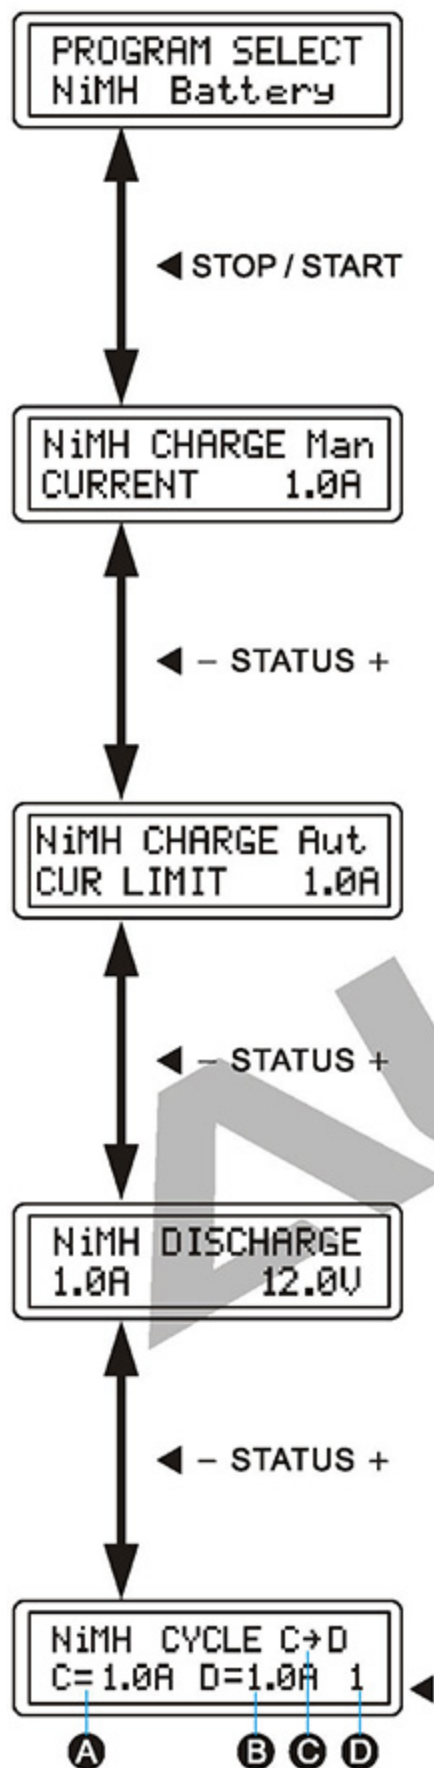 PROGRAM SELECT
NiMH Battery
◀ STOP / START
NiMH CHARGE Man
CURRENT 1.0A
◀ – STATUS +
NiMH CHARGE Aut
CUR LIMIT 1.0A
◀ – STATUS +
NiMH DISCHARGE
1.0A 12.0V
◀ – STATUS +
NiMH CYCLE C→D
C=1.0A D=1.0A 1
A B C D